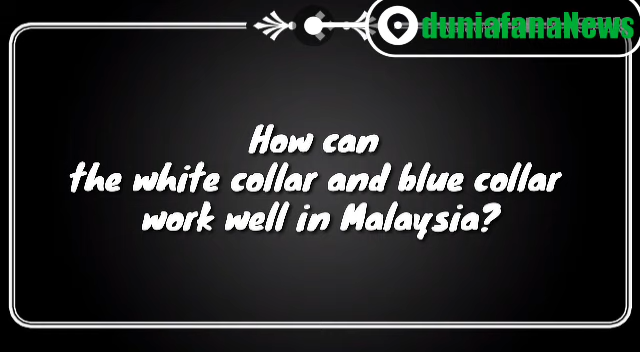 duniafanaNews
How can
the white collar and blue collar
work well in Malaysia?